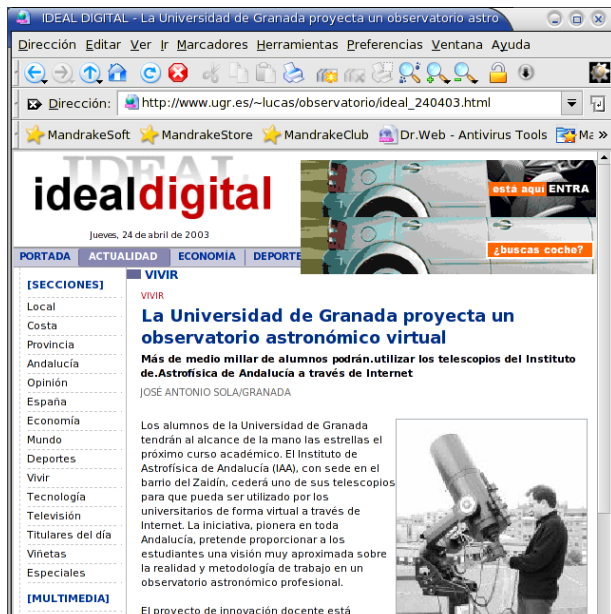 IDEAL DIGITAL - La Universidad de Granada proyecta un observatorio astro
Dirección Editar Ver Ir Marcadores Herramientas Preferencias Ventana Ayuda
Dirección: http://www.ugr.es/~lucas/observatorio/ideal_240403.html
MandrakeSoft MandrakeStore MandrakeClub Dr.Web - Antivirus Tools Ma »
IDEAL
idealdigital
está aquí ENTRA
Jueves, 24 de abril de 2003
¿buscas coche?
PORTADA ACTUALIDAD ECONOMÍA DEPORTE
VIVIR
[SECCIONES]
Local
Costa
Provincia
Andalucía
Opinión
España
Economía
Mundo
Deportes
Vivir
Tecnología
Televisión
Titulares del día
Viñetas
Especiales
[MULTIMEDIA]
VIVIR
La Universidad de Granada proyecta un
observatorio astronómico virtual
Más de medio millar de alumnos podrán.utilizar los telescopios del Instituto
de.Astrofísica de Andalucía a través de Internet
JOSÉ ANTONIO SOLA/GRANADA
Los alumnos de la Universidad de Granada
tendrán al alcance de la mano las estrellas el
próximo curso académico. El Instituto de
Astrofísica de Andalucía (IAA), con sede en el
barrio del Zaidín, cederá uno de sus telescopios
para que pueda ser utilizado por los
universitarios de forma virtual a través de
Internet. La iniciativa, pionera en toda
Andalucía, pretende proporcionar a los
estudiantes una visión muy aproximada sobre
la realidad y metodología de trabajo en un
observatorio astronómico profesional.
El proyecto de innovación docente está